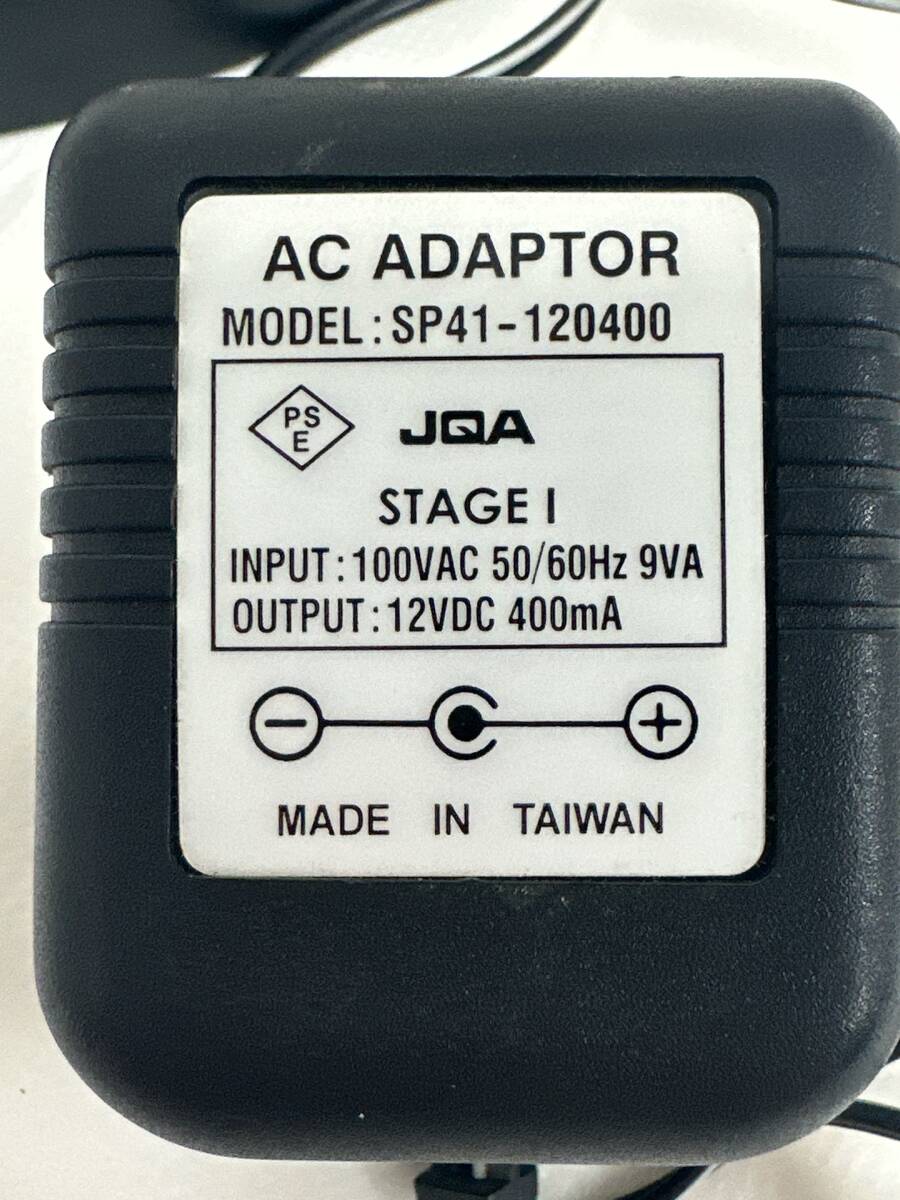 AC ADAPTOR
MODEL:SP41-120400
PS
E
JQA
STAGE I
INPUT:100VAC 50/60Hz 9VA
OUTPUT:12VDC 400mA
− +
MADE IN TAIWAN